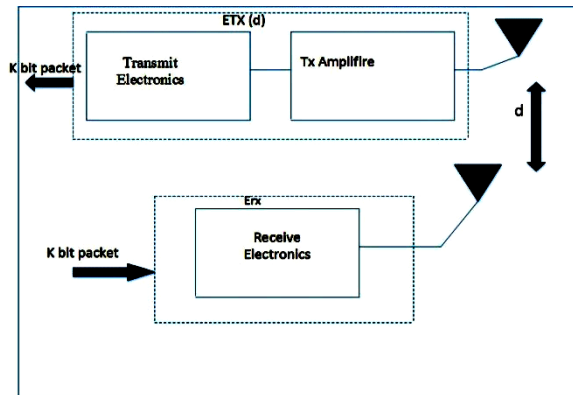 ETX (d)
K bit packet
Transmit
Electronics
Tx Amplifire
d
Erx
K bit packet
Receive
Electronics